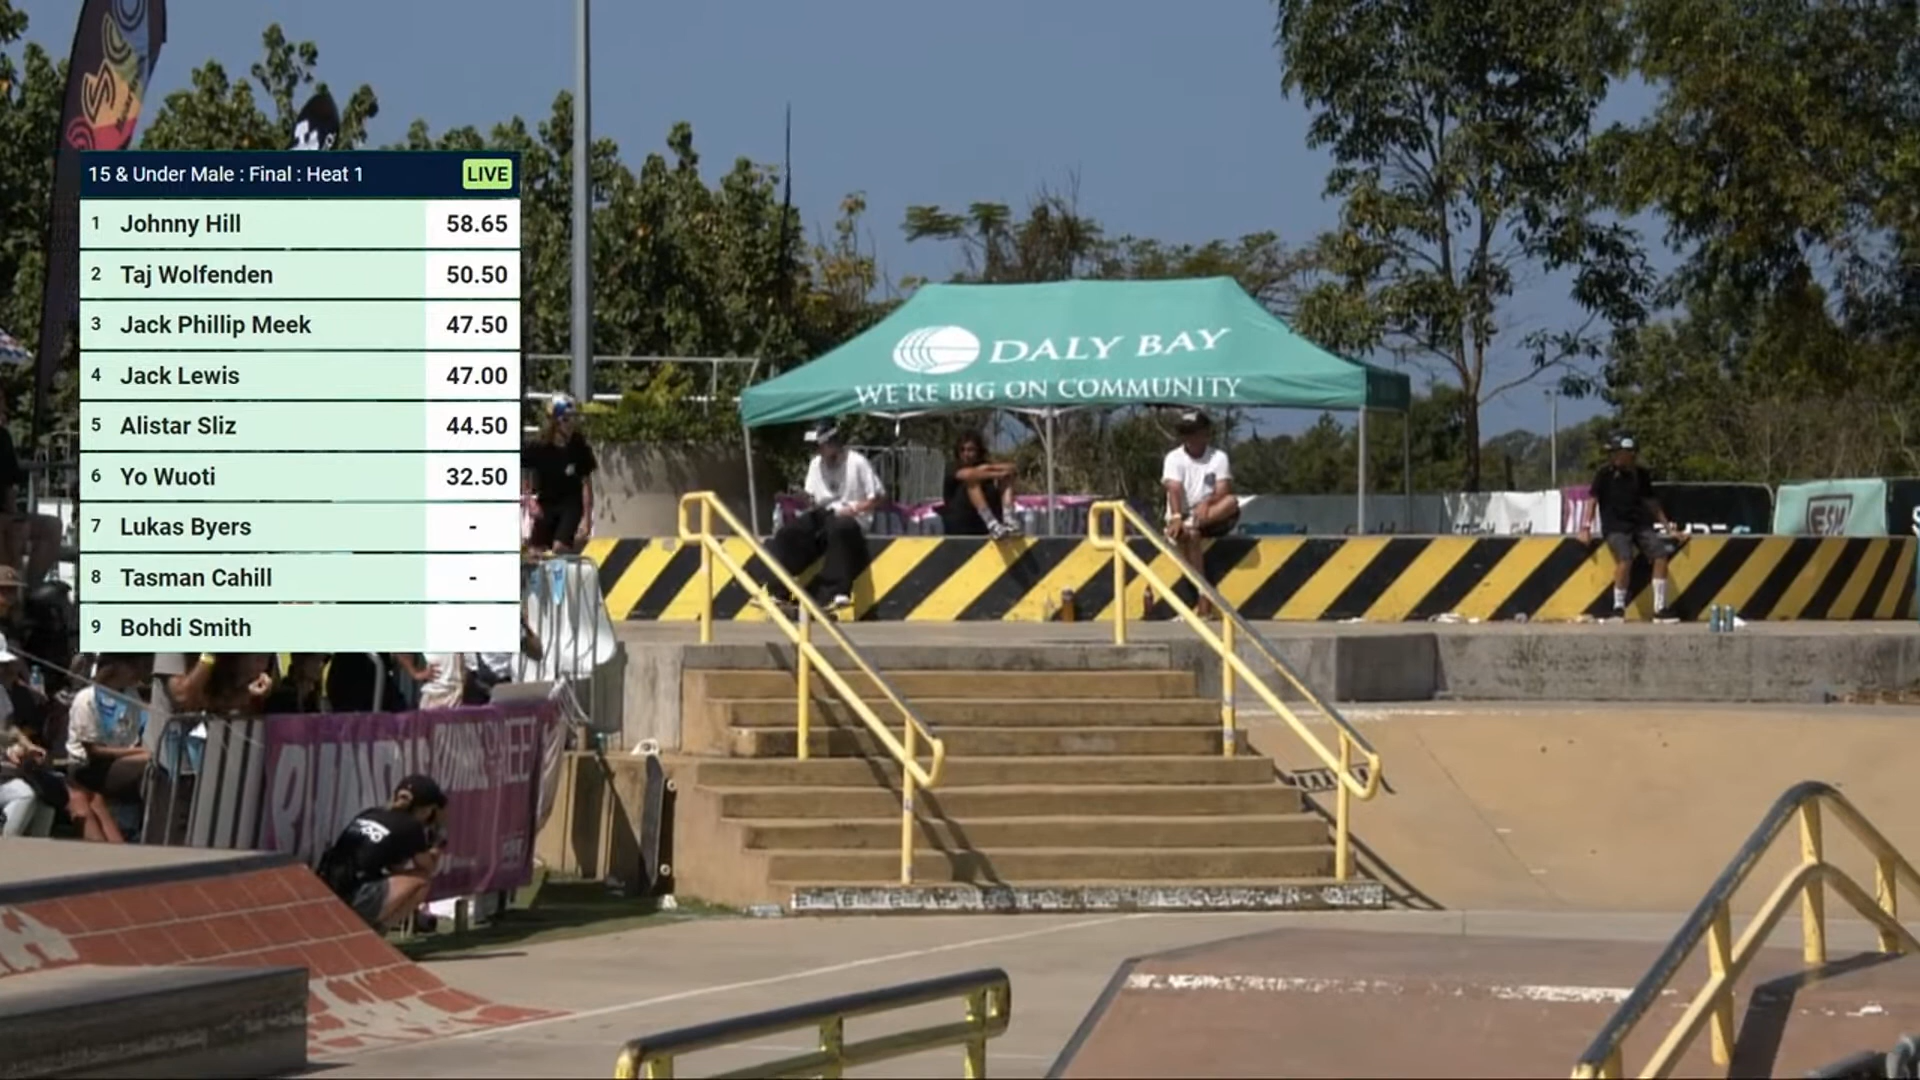 15 & Under Male : Final : Heat 1 LIVE
1 Johnny Hill 58.65
2 Taj Wolfenden 50.50
3 Jack Phillip Meek 47.50
4 Jack Lewis 47.00
5 Alistar Sliz 44.50
6 Yo Wuoti 32.50
7 Lukas Byers -
8 Tasman Cahill -
9 Bohdi Smith -
DALY BAY
WE'RE BIG ON COMMUNITY